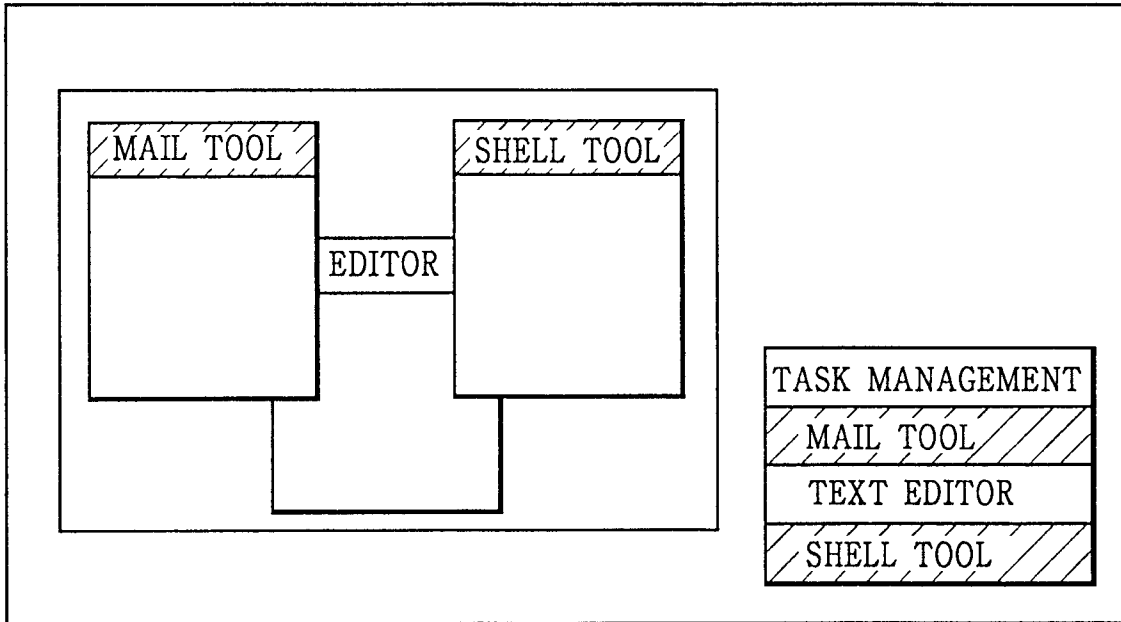 MAIL TOOL
SHELL TOOL
EDITOR
TASK MANAGEMENT
MAIL TOOL
TEXT EDITOR
SHELL TOOL